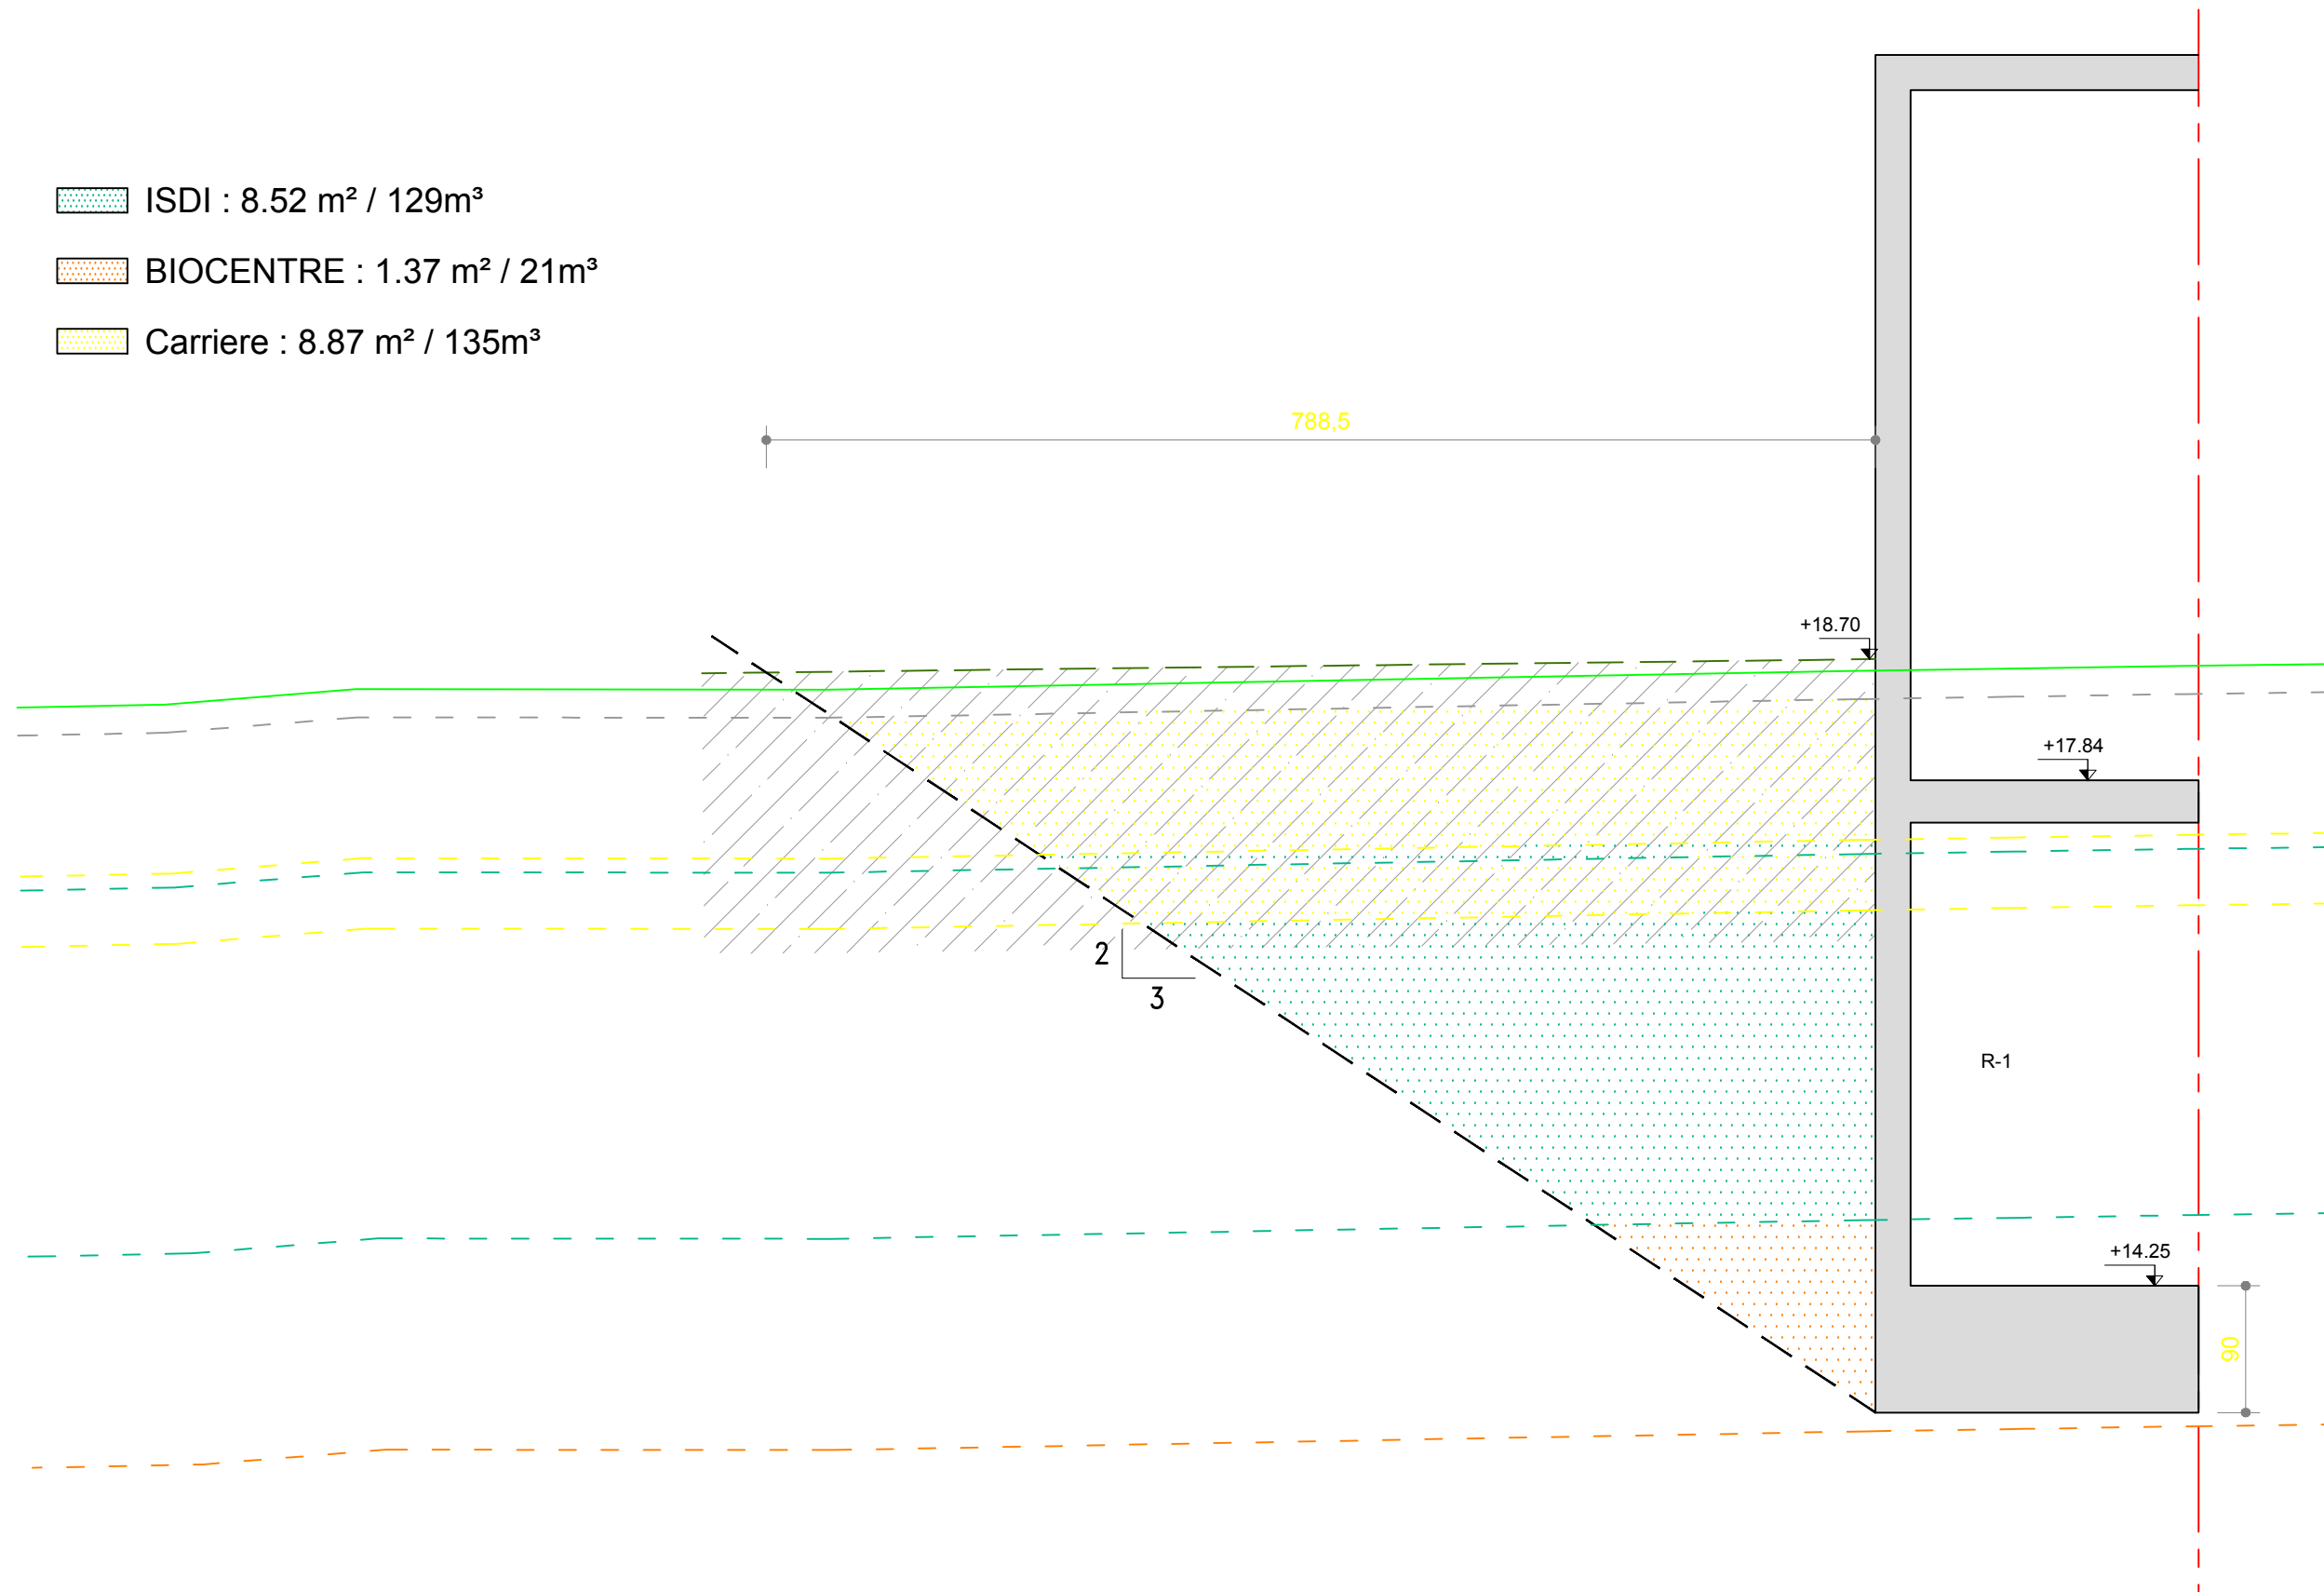 ISDI : 8.52 m² / 129m³
BIOCENTRE : 1.37 m² / 21m³
Carriere : 8.87 m² / 135m³
788,5
+18.70
+17.84
2
3
R-1
+14.25
90